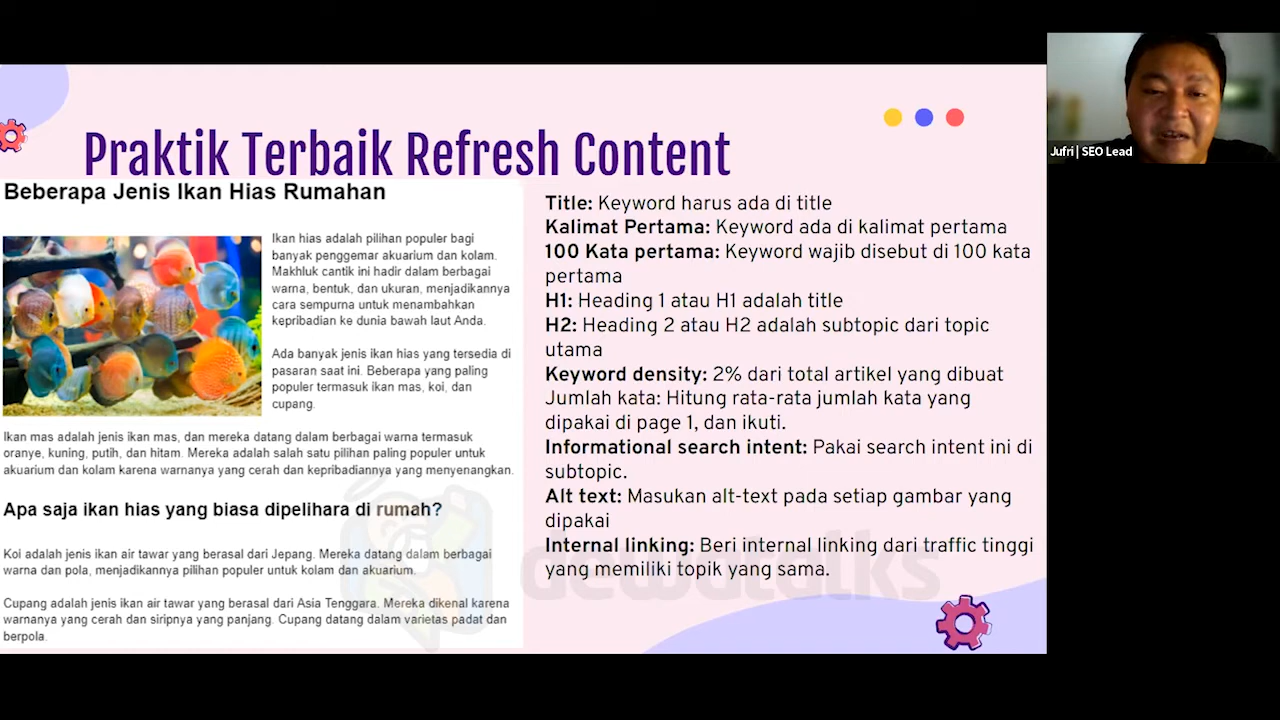 Praktik Terbaik Refresh Content
Beberapa Jenis Ikan Hias Rumahan
Ikan hias adalah pilihan populer bagi
banyak penggemar akuarium dan kolam.
Makhluk cantik ini hadir dalam berbagai
warna, bentuk, dan ukuran, menjadikannya
cara sempurna untuk menambahkan
kepribadian ke dunia bawah laut Anda.
Ada banyak jenis ikan hias yang tersedia di
pasaran saat ini. Beberapa yang paling
populer termasuk ikan mas, koi, dan
cupang.
Ikan mas adalah jenis ikan mas, dan mereka datang dalam berbagai warna termasuk
oranye, kuning, putih, dan hitam. Mereka adalah salah satu pilihan paling populer untuk
akuarium dan kolam karena warnanya yang cerah dan kepribadiannya yang menyenangkan.
Apa saja ikan hias yang biasa dipelihara di rumah?
Koi adalah jenis ikan air tawar yang berasal dari Jepang. Mereka datang dalam berbagai
warna dan pola, menjadikannya pilihan populer untuk kolam dan akuarium.
Cupang adalah jenis ikan air tawar yang berasal dari Asia Tenggara. Mereka dikenal karena
warnanya yang cerah dan siripnya yang panjang. Cupang datang dalam varietas padat dan
berpola.
Title: Keyword harus ada di title
Kalimat Pertama: Keyword ada di kalimat pertama
100 Kata pertama: Keyword wajib disebut di 100 kata
pertama
H1: Heading 1 atau H1 adalah title
H2: Heading 2 atau H2 adalah subtopic dari topic
utama
Keyword density: 2% dari total artikel yang dibuat
Jumlah kata: Hitung rata-rata jumlah kata yang
dipakai di page 1, dan ikuti.
Informational search intent: Pakai search intent ini di
subtopic.
Alt text: Masukan alt-text pada setiap gambar yang
dipakai
Internal linking: Beri internal linking dari traffic tinggi
yang memiliki topik yang sama.
dewatalks
Jufri | SEO Lead